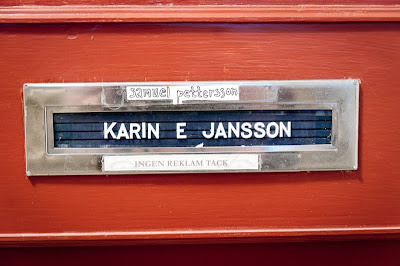 samuel pettersson
KARIN E JANSSON
INGEN REKLAM TACK